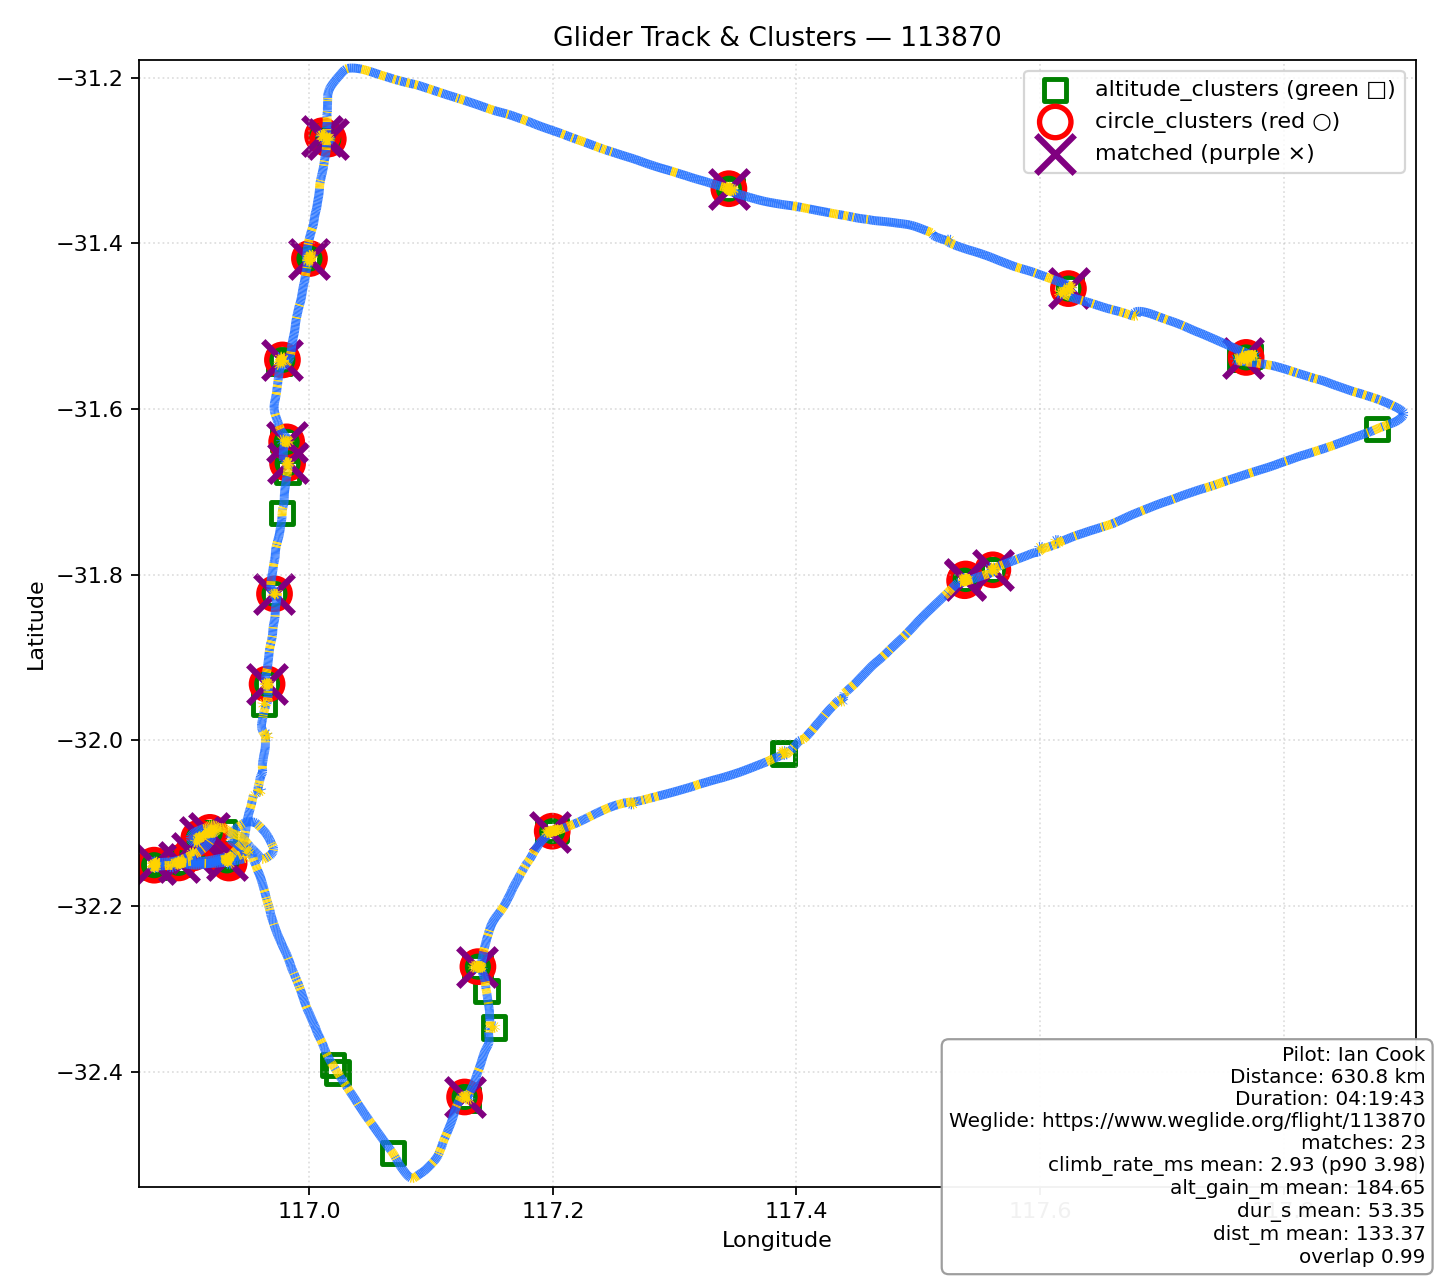 Glider Track & Clusters — 113870
altitude_clusters (green □)
circle_clusters (red ○)
matched (purple ×)
−31.2
−31.4
−31.6
−31.8
−32.0
−32.2
−32.4
Latitude
117.0
117.2
117.4
117.6
Longitude
Pilot: Ian Cook
Distance: 630.8 km
Duration: 04:19:43
Weglide: https://www.weglide.org/flight/113870
matches: 23
climb_rate_ms mean: 2.93 (p90 3.98)
alt_gain_m mean: 184.65
dur_s mean: 53.35
dist_m mean: 133.37
overlap 0.99